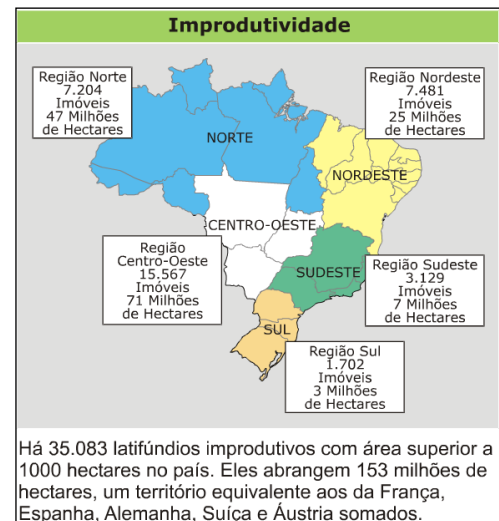 Improdutividade
Região Norte
7.204
Imóveis
47 Milhões
de Hectares
Região Nordeste
7.481
Imóveis
25 Milhões
de Hectares
NORTE
NORDESTE
CENTRO-OESTE
Região
Centro-Oeste
15.567
Imóveis
71 Milhões
de Hectares
SUDESTE
Região Sudeste
3.129
Imóveis
7 Milhões
de Hectares
SUL
Região Sul
1.702
Imóveis
3 Milhões
de Hectares
Há 35.083 latifúndios improdutivos com área superior a
1000 hectares no país. Eles abrangem 153 milhões de
hectares, um território equivalente aos da França,
Espanha, Alemanha, Suíça e Áustria somados.